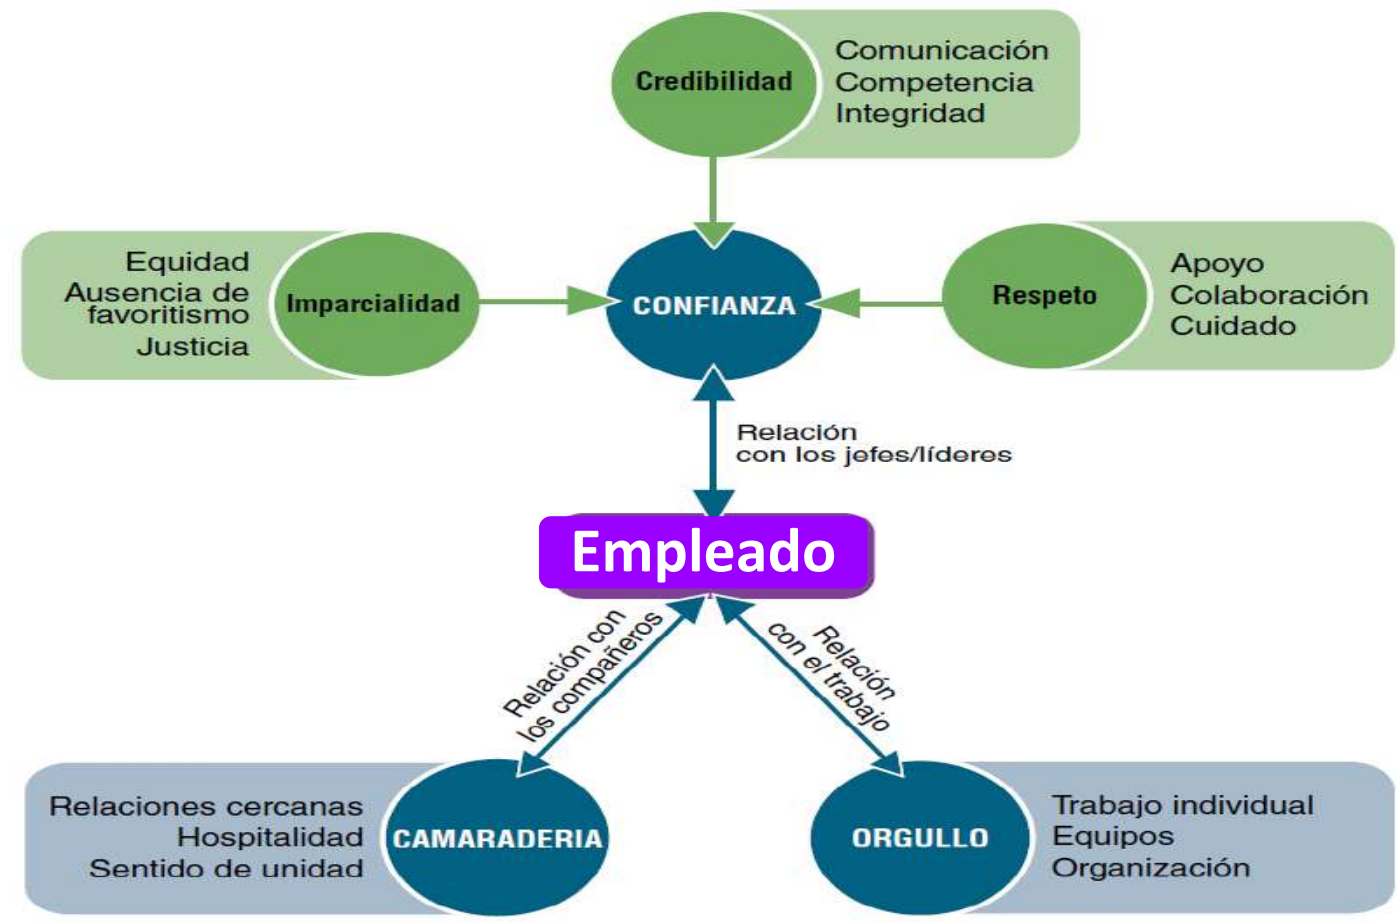 Credibilidad
Comunicación
Competencia
Integridad
Equidad
Ausencia de
favoritismo
Justicia
Imparcialidad
CONFIANZA
Respeto
Apoyo
Colaboración
Cuidado
Relación
con los jefes/líderes
Empleado
Relación con
los compañeros
Relación
con el trabajo
Relaciones cercanas
Hospitalidad
Sentido de unidad
CAMARADERIA
ORGULLO
Trabajo individual
Equipos
Organización